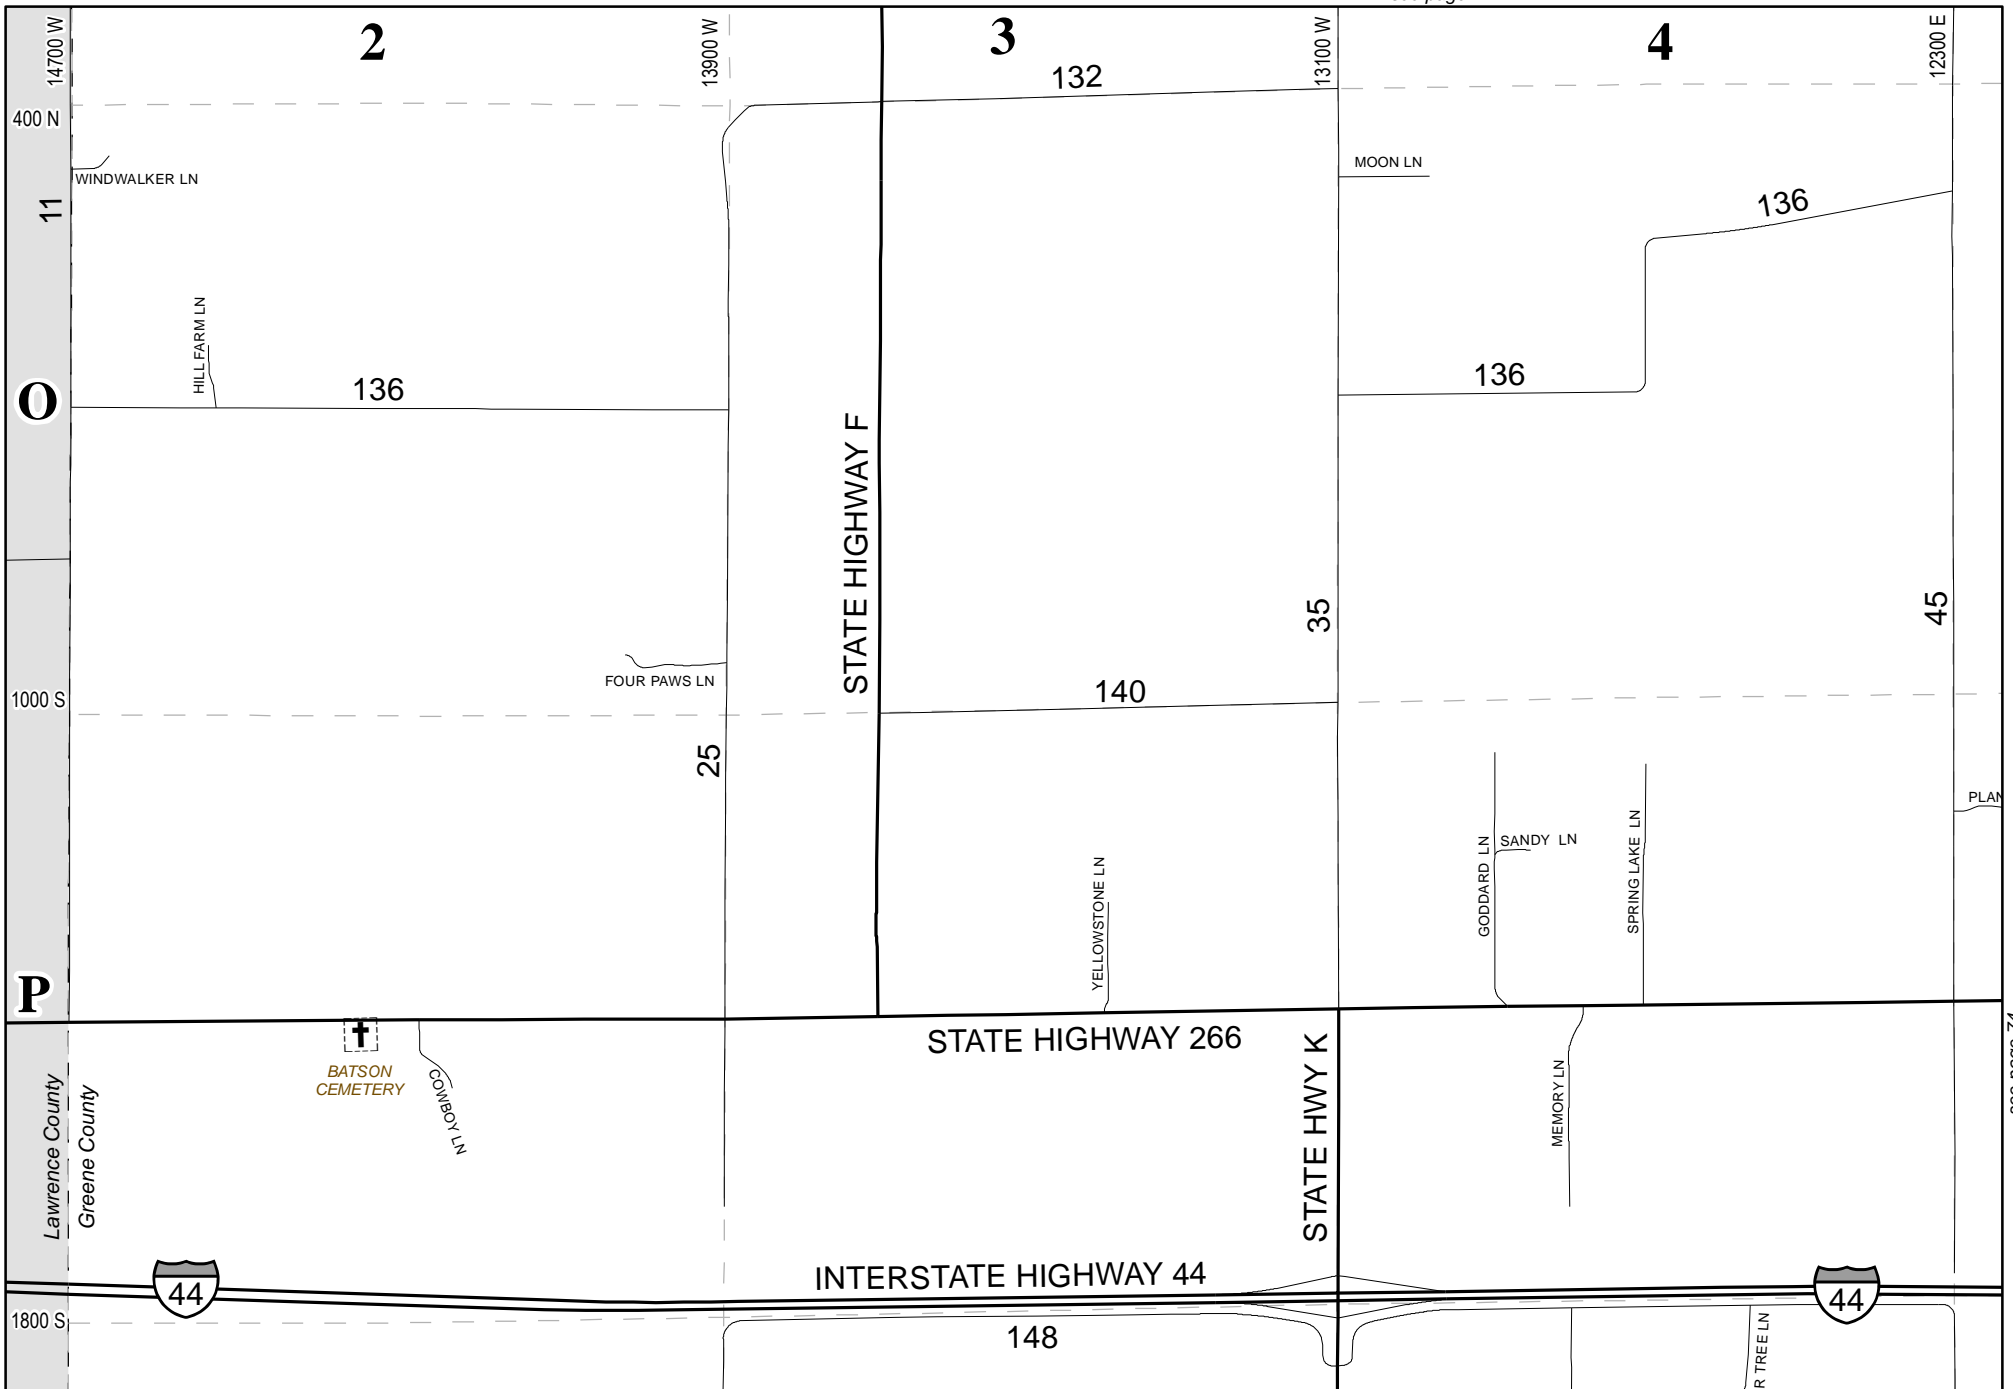 14700 W
2
13900 W
3
13100 W
4
12300 E
132
400 N
MOON LN
WINDWALKER LN
11
136
HILL FARM LN
136
136
O
STATE HIGHWAY F
35
45
FOUR PAWS LN
140
1000 S
25
PLAN
SANDY LN
GODDARD LN
SPRING LAKE LN
YELLOWSTONE LN
P
STATE HIGHWAY 266
BATSON
CEMETERY
COWBOY LN
STATE HWY K
MEMORY LN
Lawrence County
Greene County
INTERSTATE HIGHWAY 44
44
44
1800 S
148
R TREE LN